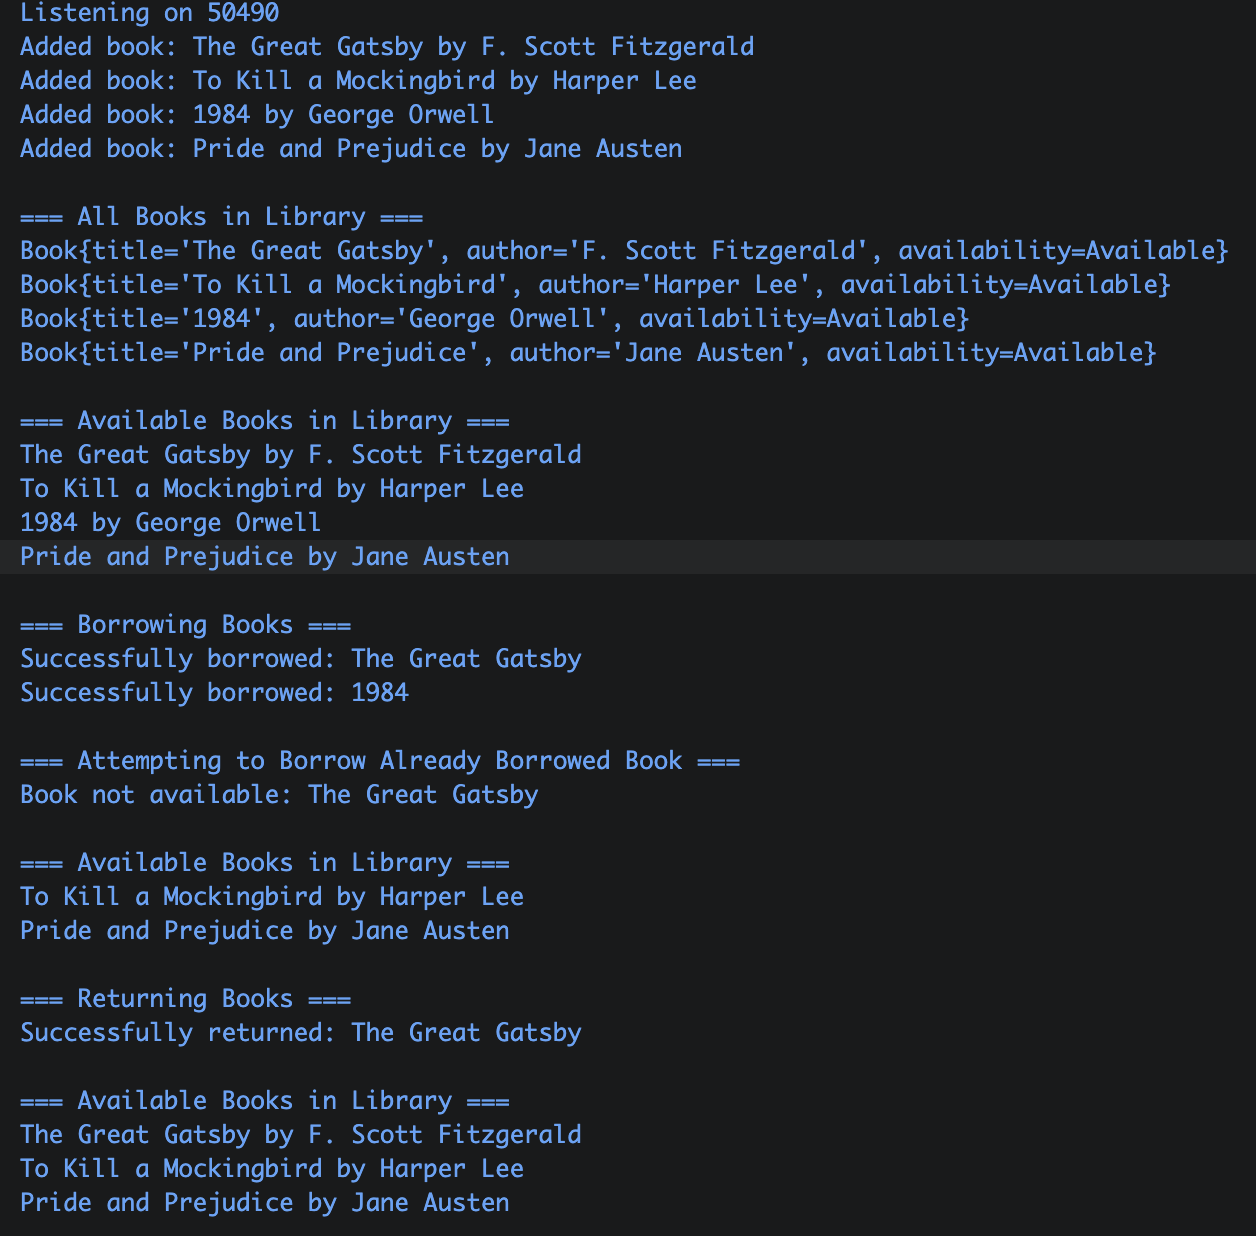 Listening on 50490
Added book: The Great Gatsby by F. Scott Fitzgerald
Added book: To Kill a Mockingbird by Harper Lee
Added book: 1984 by George Orwell
Added book: Pride and Prejudice by Jane Austen

=== All Books in Library ===
Book{title='The Great Gatsby', author='F. Scott Fitzgerald', availability=Available}
Book{title='To Kill a Mockingbird', author='Harper Lee', availability=Available}
Book{title='1984', author='George Orwell', availability=Available}
Book{title='Pride and Prejudice', author='Jane Austen', availability=Available}

=== Available Books in Library ===
The Great Gatsby by F. Scott Fitzgerald
To Kill a Mockingbird by Harper Lee
1984 by George Orwell
Pride and Prejudice by Jane Austen

=== Borrowing Books ===
Successfully borrowed: The Great Gatsby
Successfully borrowed: 1984

=== Attempting to Borrow Already Borrowed Book ===
Book not available: The Great Gatsby

=== Available Books in Library ===
To Kill a Mockingbird by Harper Lee
Pride and Prejudice by Jane Austen

=== Returning Books ===
Successfully returned: The Great Gatsby

=== Available Books in Library ===
The Great Gatsby by F. Scott Fitzgerald
To Kill a Mockingbird by Harper Lee
Pride and Prejudice by Jane Austen